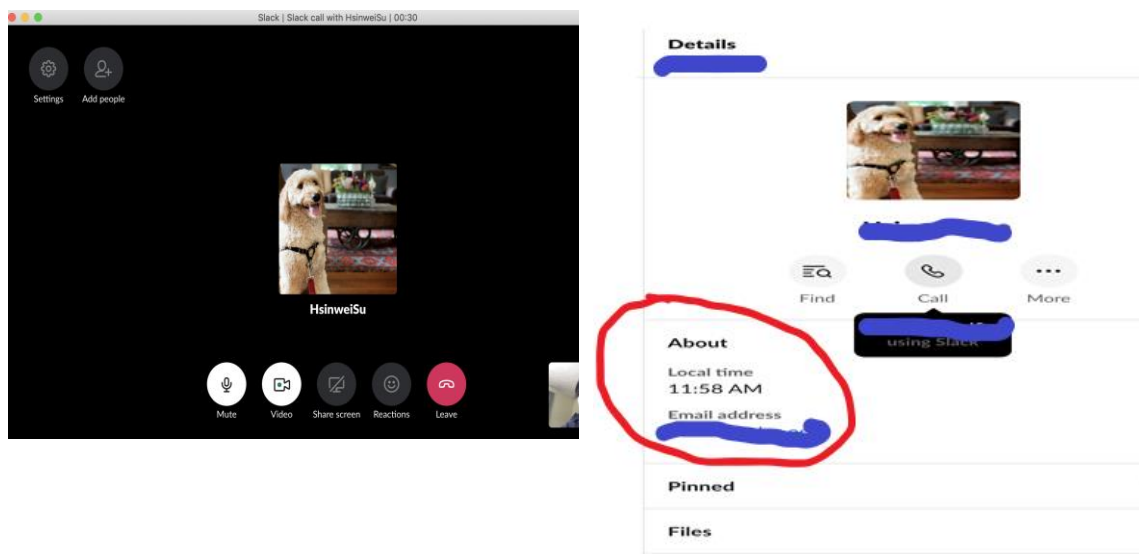 Slack | Slack call with HsinweiSu | 00:30
Settings Add people
HsinweiSu
Mute Video Share screen Reactions Leave
Details
Find Call More
using Slack
About
Local time
11:58 AM
Email address
Pinned
Files